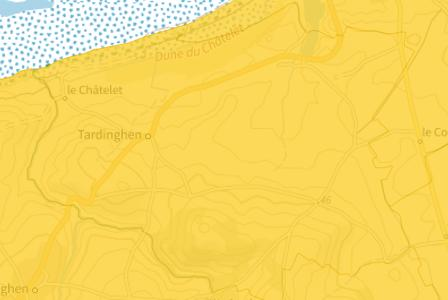 Dune du Châtelet
le Châtelet
Tardinghen
le Co
46
ghen